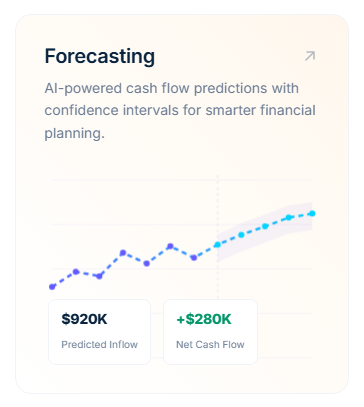 Forecasting
AI-powered cash flow predictions with
confidence intervals for smarter financial
planning.
$920K
Predicted Inflow
+$280K
Net Cash Flow